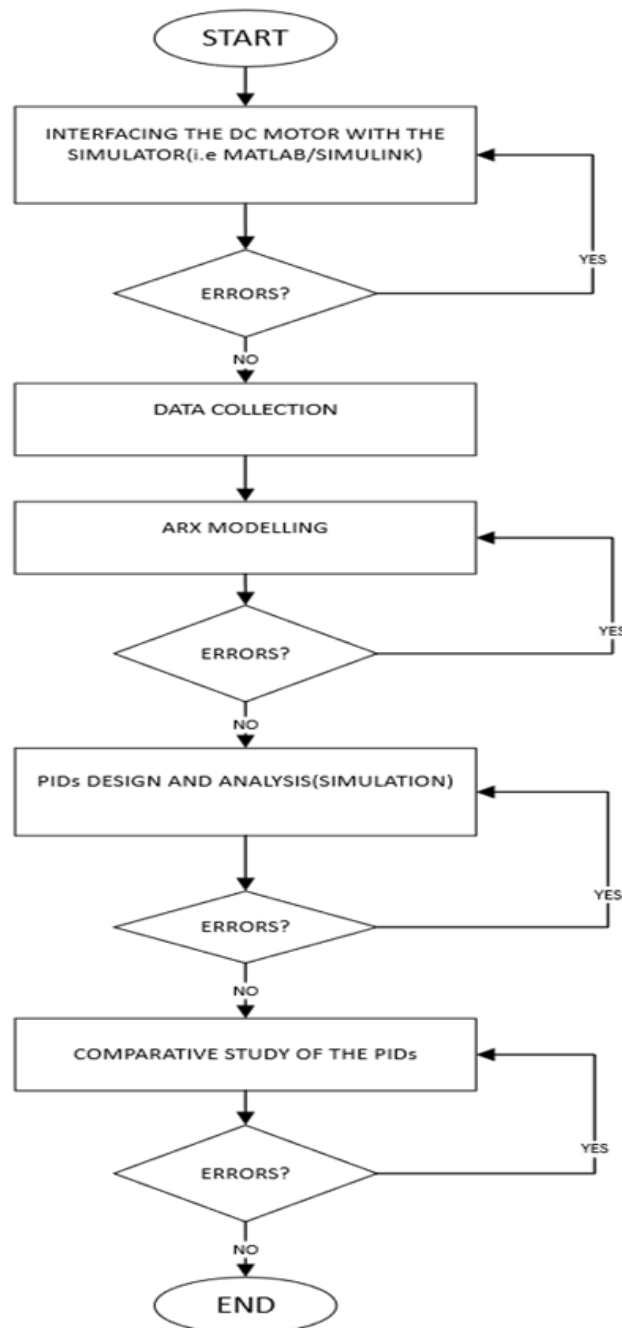 START
INTERFACING THE DC MOTOR WITH THE
SIMULATOR(i.e MATLAB/SIMULINK)
YES
ERRORS?
NO
DATA COLLECTION
ARX MODELLING
YES
ERRORS?
NO
PIDs DESIGN AND ANALYSIS(SIMULATION)
YES
ERRORS?
NO
COMPARATIVE STUDY OF THE PIDs
YES
ERRORS?
NO
END